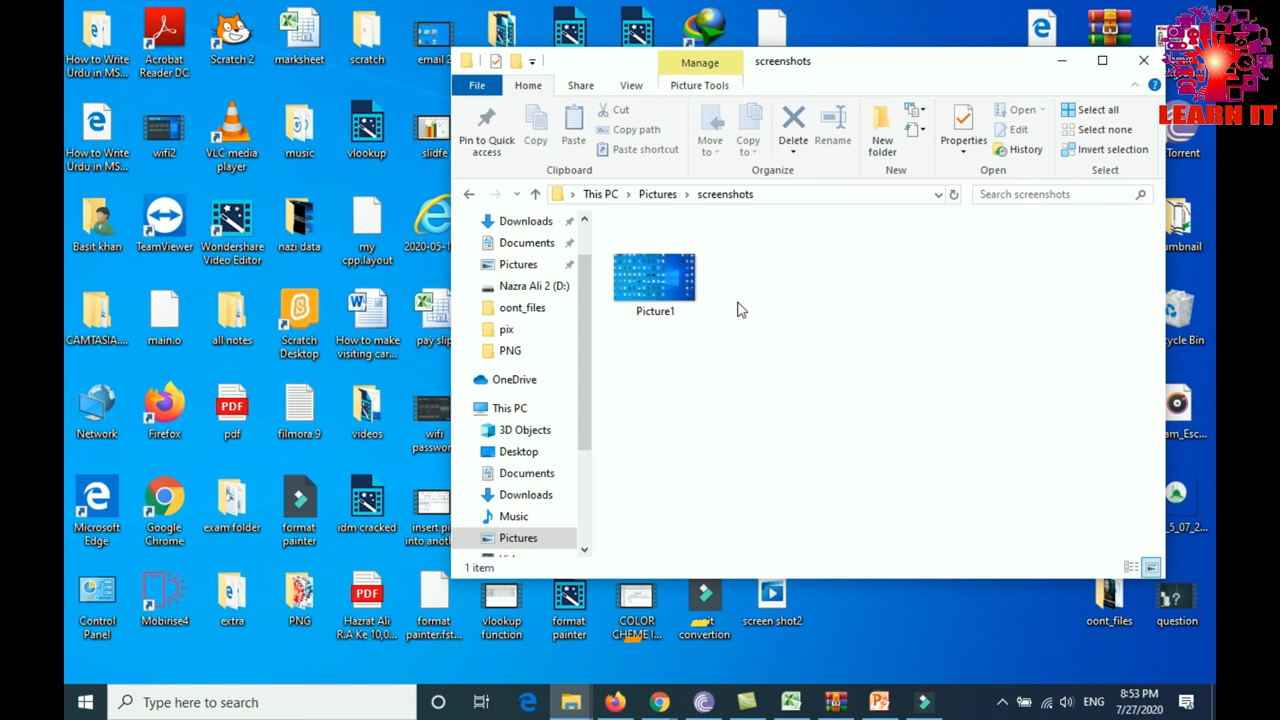 How to Write
Urdu in MS...
Acrobat
Reader DC
Scratch 2
marksheet
scratch
email 2
Manage
screenshots
File
Home
Share
View
Picture Tools
LEARN IT
Pin to Quick
access
Copy
Paste
Cut
Copy path
Paste shortcut
Move
to
Copy
to
Delete
Rename
New
folder
Properties
Open
Edit
History
Select all
Select none
Invert selection
Clipboard
Organize
New
Open
Select
This PC
Pictures
screenshots
Search screenshots
How to Write
Urdu in MS...
wifi2
VLC media
player
music
vlookup
slidfe
Torrent
Basit khan
TeamViewer
Wondershare
Video Editor
nazi data
my
cpp.layout
2020-05-1
umbnail
Downloads
Documents
Pictures
Nazra Ali 2 (D:)
oont_files
pix
PNG
OneDrive
This PC
3D Objects
Desktop
Documents
Downloads
Music
Pictures
Picture1
1 item
CAMTASIA....
main.o
all notes
Scratch
Desktop
How to make
visiting car...
pay slip
cycle Bin
Network
Firefox
PDF
pdf
filmora 9
videos
wifi
password
am_Esc...
Microsoft
Edge
Google
Chrome
exam folder
format
painter
idm cracked
insert pi
into anoth
_5_07_2...
Control
Panel
Mobirise4
extra
PNG
PDF
Hazrat Ali
R.A Ke 10,0...
format
painter.fst...
vlookup
function
format
painter
COLOR
CHEME I...
convertion
screen shot2
oont_files
question
Type here to search
ENG
8:53 PM
7/27/2020